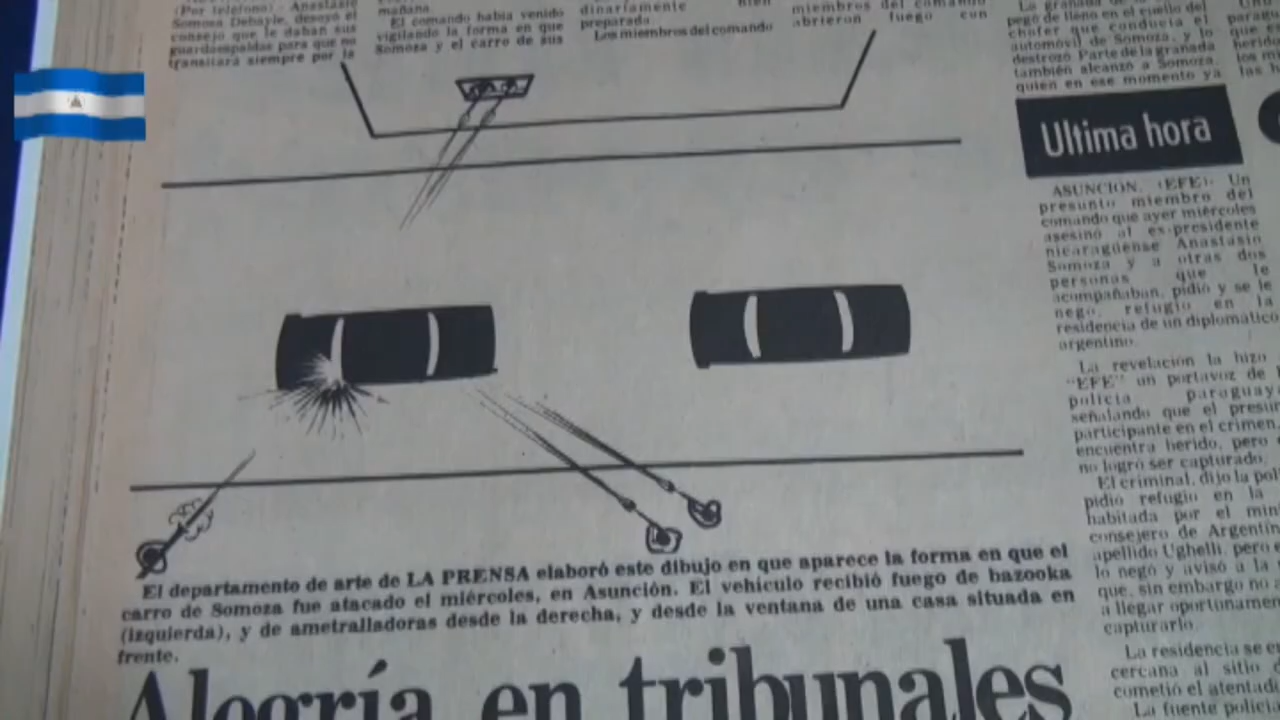 (Por teléfono). Anastasio
Somoza Debayle, desoyó el
consejo que le daban sus
guardaespaldas para que no
transitara siempre por la
mañana.
El comando había venido
vigilando la forma en que
Somoza y el carro de sus
dinariamente bien
preparada.
Los miembros del comando
miembros del comando
abrieron fuego con
La granada
pegó de lleno en el cuello del
chofer que conducía el
automóvil de Somoza, y lo
destrozó Parte de la granada
también alcanzó a Somoza,
quien en ese momento ya
Ultima hora
ASUNCION, (EFE). Un
presunto miembro del
comando que ayer miércoles
asesinó al ex-presidente
nicaragüense Anastasio
Somoza y a otras dos
personas que le
acompañaban, pidió y se le
negó, refugio en la
residencia de un diplomático
argentino.
La revelación la hizo
"EFE" un portavoz de
policía
señalando que el
participante en el crimen,
encuentra herido, pero
no logró ser capturado.
El criminal, dijo la
pidió refugio en la
habitada por el
consejero de
apellido Ughelli, pero
lo negó y avisó a la
que, sin embargo no
a llegar
capturarlo.
La residencia se
cercana al sitio
cometió el
La fuente
El departamento de arte de LA PRENSA elaboró este dibujo en que aparece la forma en que el
carro de Somoza fue atacado el miércoles, en Asunción. El vehículo recibió fuego de bazooka
(izquierda), y de ametralladoras desde la derecha, y desde la ventana de una casa situada en
frente.
Alegría en tribunales